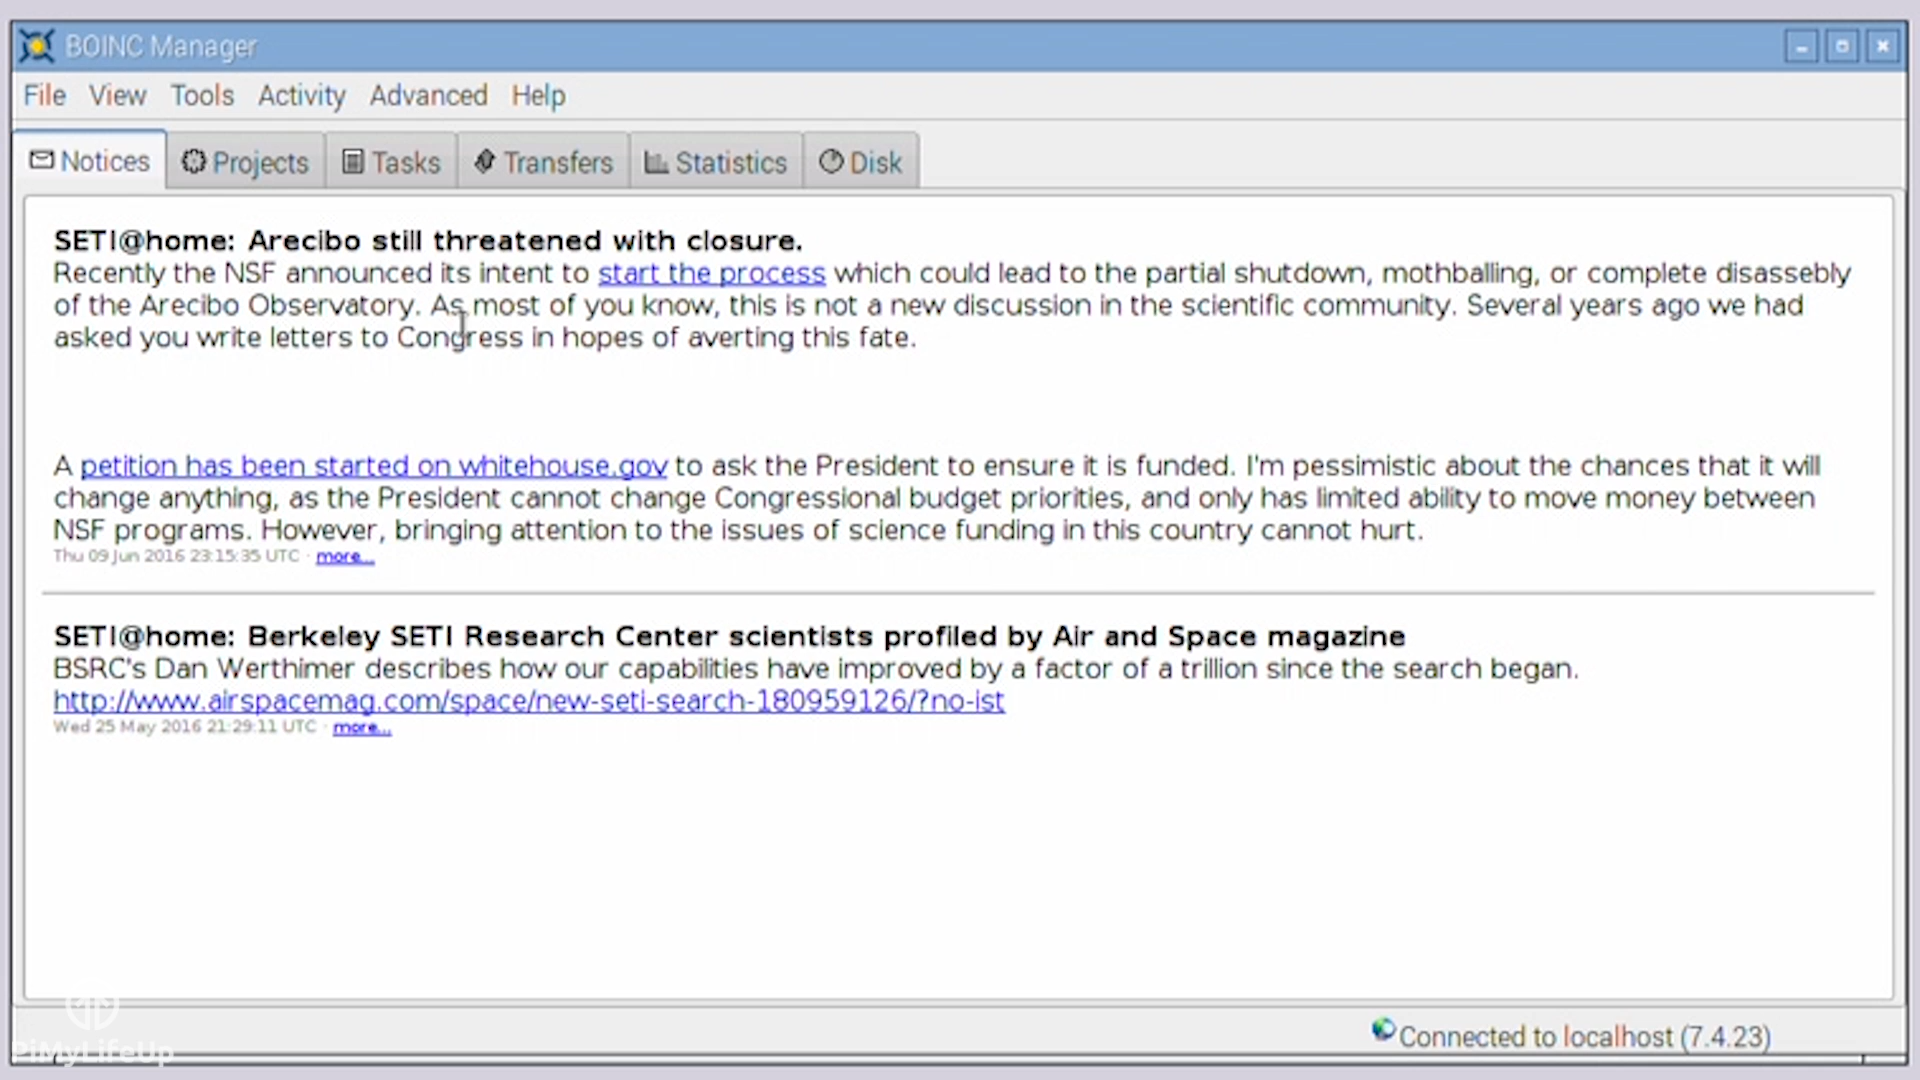 BOINC Manager
File View Tools Activity Advanced Help
Notices Projects Tasks Transfers Statistics Disk
SETI@home: Arecibo still threatened with closure.
Recently the NSF announced its intent to start the process which could lead to the partial shutdown, mothballing, or complete disassebly
of the Arecibo Observatory. As most of you know, this is not a new discussion in the scientific community. Several years ago we had
asked you write letters to Congress in hopes of averting this fate.
A petition has been started on whitehouse.gov to ask the President to ensure it is funded. I'm pessimistic about the chances that it will
change anything, as the President cannot change Congressional budget priorities, and only has limited ability to move money between
NSF programs. However, bringing attention to the issues of science funding in this country cannot hurt.
Thu 09 Jun 2016 23:15:35 UTC · more...
SETI@home: Berkeley SETI Research Center scientists profiled by Air and Space magazine
BSRC's Dan Werthimer describes how our capabilities have improved by a factor of a trillion since the search began.
http://www.airspacemag.com/space/new-seti-search-180959126/?no-ist
Wed 25 May 2016 21:29:11 UTC · more...
Connected to localhost (7.4.23)
PiMyLifeUp